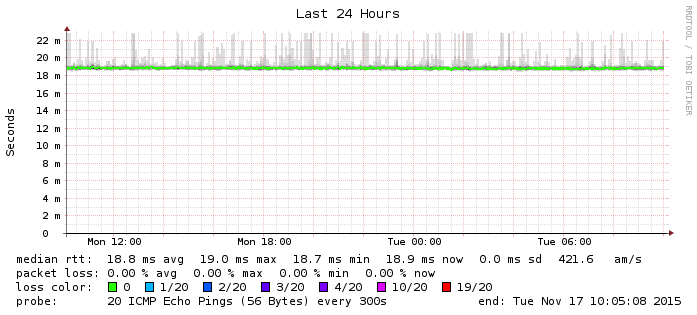 Last 24 Hours
RRDTOOL / TOBI OETIKER
Seconds
22 m
20 m
18 m
16 m
14 m
12 m
10 m
8 m
6 m
4 m
2 m
0
Mon 12:00 Mon 18:00 Tue 00:00 Tue 06:00
median rtt: 18.8 ms avg 19.0 ms max 18.7 ms min 18.9 ms now 0.0 ms sd 421.6 am/s
packet loss: 0.00 % avg 0.00 % max 0.00 % min 0.00 % now
loss color: 0 1/20 2/20 3/20 4/20 10/20 19/20
probe: 20 ICMP Echo Pings (56 Bytes) every 300s end: Tue Nov 17 10:05:08 2015